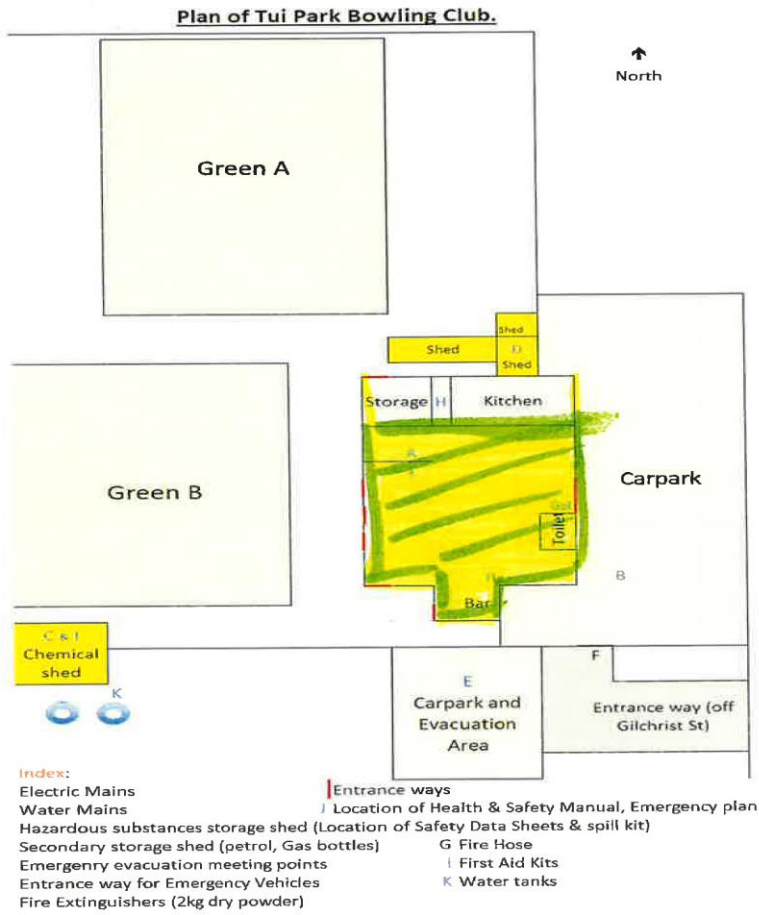 Plan of Tui Park Bowling Club.
North
Green A
Shed
Shed
D
Shed
Storage
H
Kitchen
A
Green B
Carpark
Toilet
B
Bar
C & I
Chemical
shed
K
E
Carpark and
Evacuation
Area
F
Entrance way (off
Gilchrist St)
Index:
Electric Mains
Entrance ways
Water Mains
J Location of Health & Safety Manual, Emergency plan
Hazardous substances storage shed (Location of Safety Data Sheets & spill kit)
Secondary storage shed (petrol, Gas bottles)
G Fire Hose
Emergenry evacuation meeting points
I First Aid Kits
Entrance way for Emergency Vehicles
K Water tanks
Fire Extinguishers (2kg dry powder)